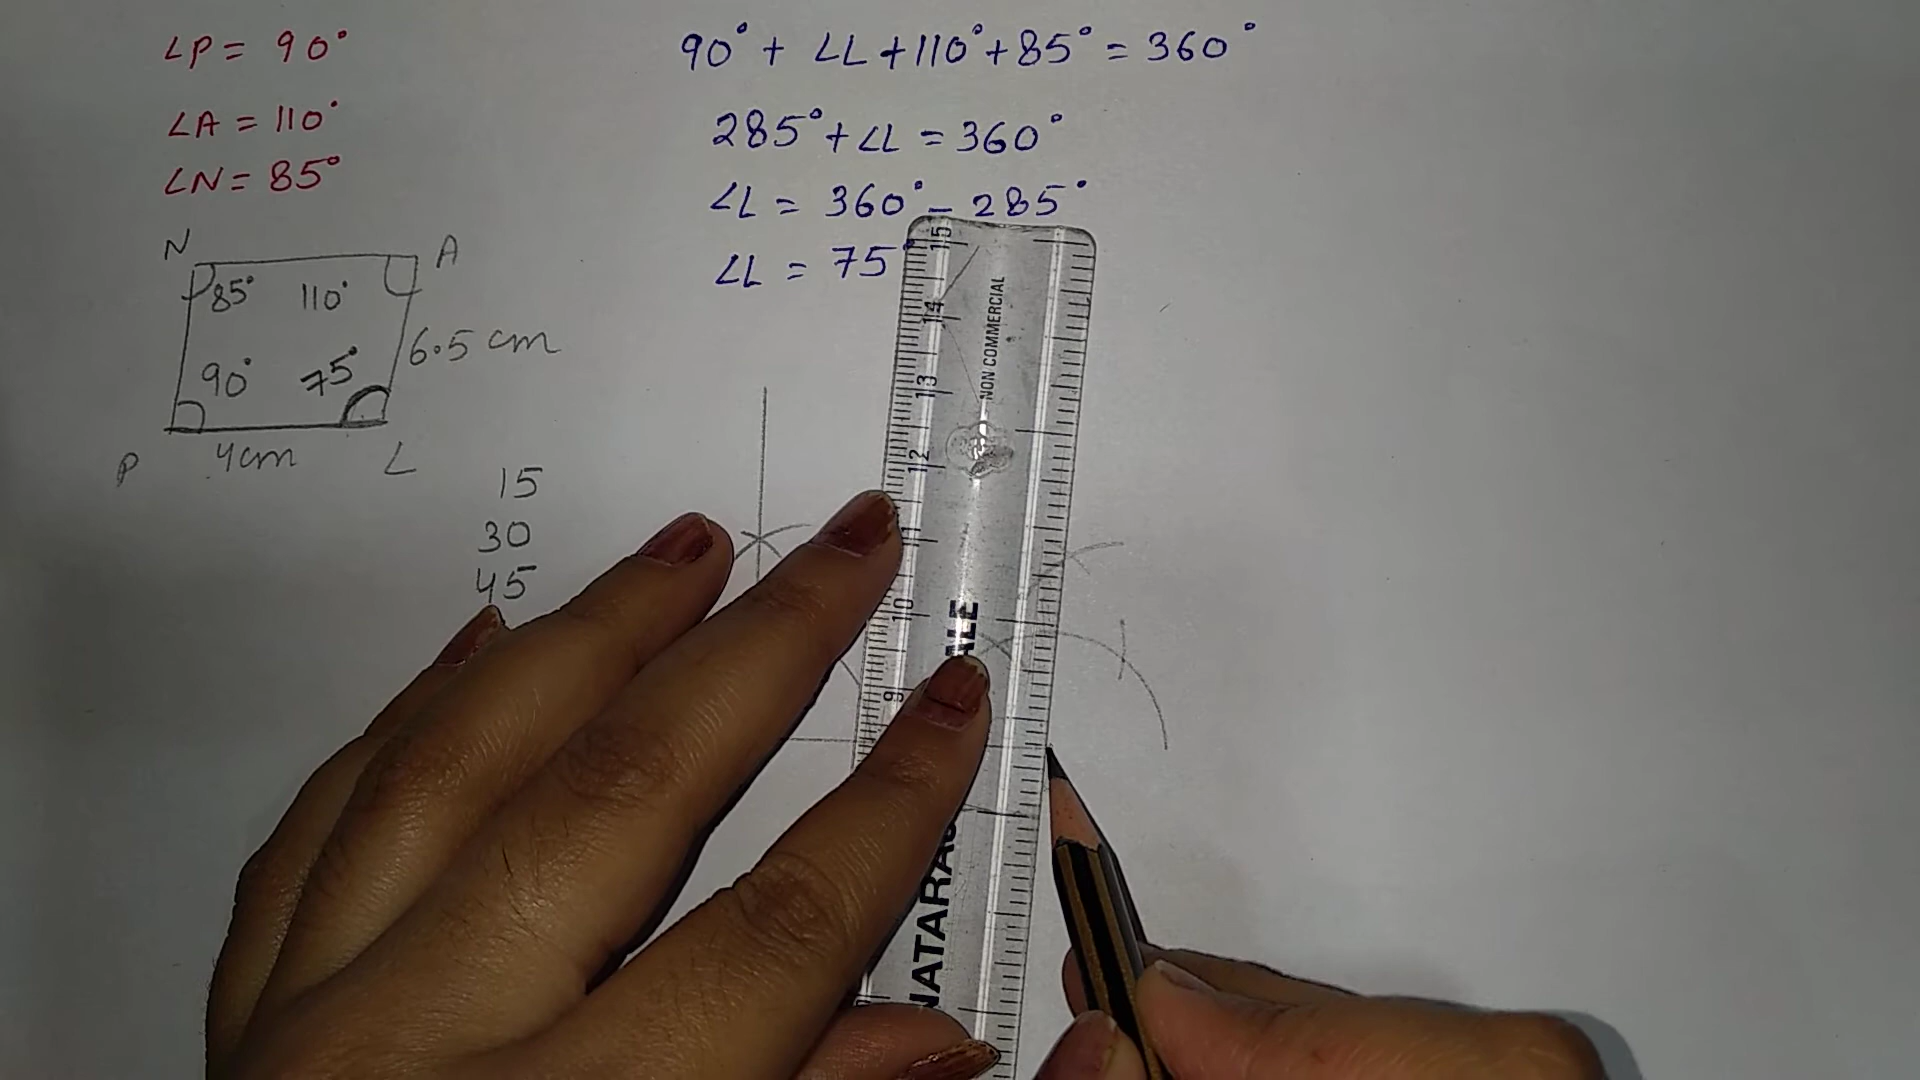 ∠P = 90°
∠A = 110°
∠N = 85°
90° + ∠L + 110° + 85° = 360°
285° + ∠L = 360°
∠L = 360° - 285°
∠L = 75°
N
A
85°
110°
6.5 cm
90°
75°
P
4cm
L
15
30
45
15
14
13
12
11
10
9
NON COMMERCIAL